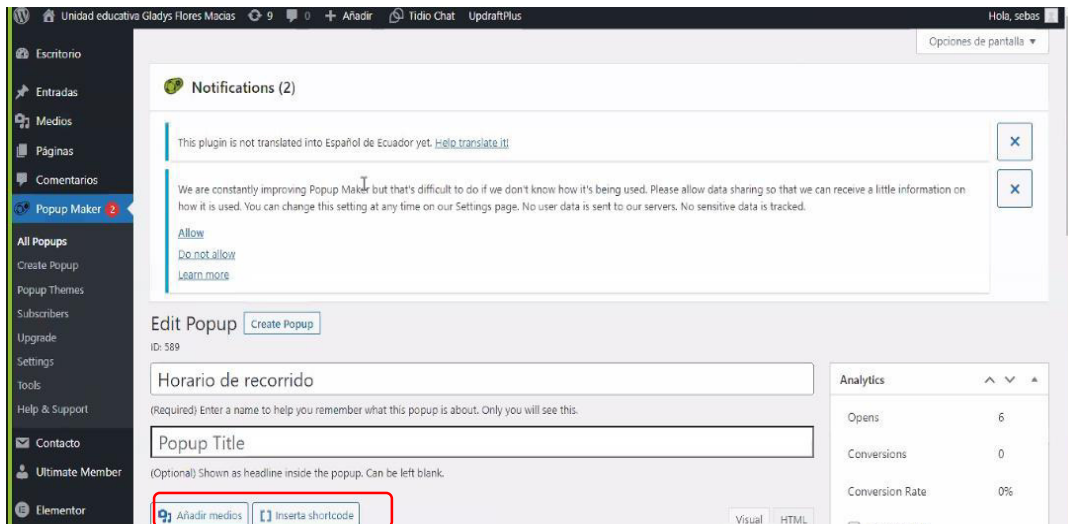 Unidad educativa Gladys Flores Macias 9 0 + Añadir Tidio Chat UpdraftPlus Hola, sebas
Opciones de pantalla
Escritorio
Entradas
Medios
Páginas
Comentarios
Popup Maker 2
All Popups
Create Popup
Popup Themes
Subscribers
Upgrade
Settings
Tools
Help & Support
Contacto
Ultimate Member
Elementor
Notifications (2)
This plugin is not translated into Español de Ecuador yet. Help translate it!
We are constantly improving Popup Maker but that's difficult to do if we don't know how it's being used. Please allow data sharing so that we can receive a little information on
how it is used. You can change this setting at any time on our Settings page. No user data is sent to our servers. No sensitive data is tracked.
Allow
Do not allow
Learn more
Edit Popup Create Popup
ID: 589
Horario de recorrido
(Required) Enter a name to help you remember what this popup is about. Only you will see this.
Popup Title
(Optional) Shown as headline inside the popup. Can be left blank.
Añadir medios [ ] Inserta shortcode
Visual HTML
Analytics
Opens 6
Conversions 0
Conversion Rate 0%